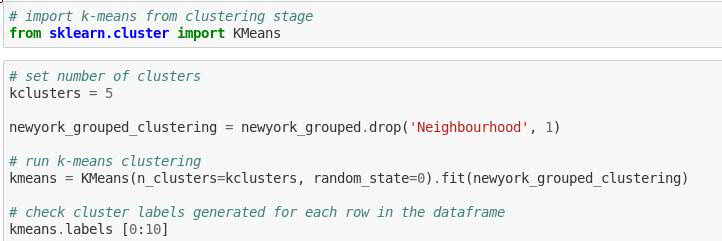 # import k-means from clustering stage
from sklearn.cluster import KMeans
# set number of clusters
kclusters = 5
newyork_grouped_clustering = newyork_grouped.drop('Neighbourhood', 1)
# run k-means clustering
kmeans = KMeans(n_clusters=kclusters, random_state=0).fit(newyork_grouped_clustering)
# check cluster labels generated for each row in the dataframe
kmeans.labels [0:10]